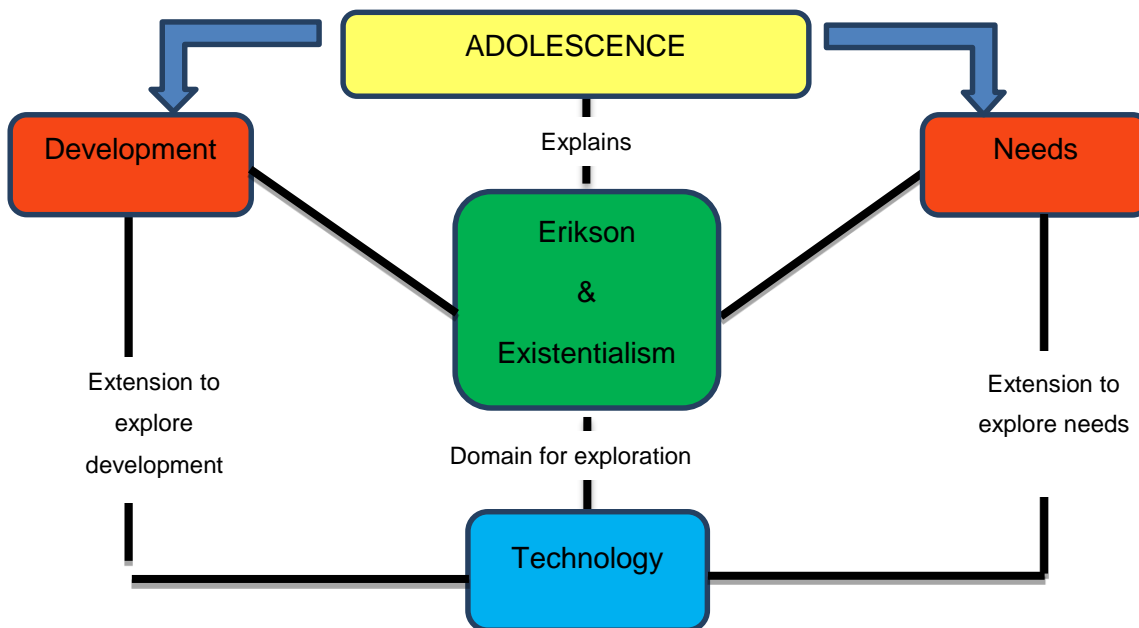 ADOLESCENCE
Development
Explains
Needs
Erikson
&
Existentialism
Extension to
explore
development
Domain for exploration
Extension to
explore needs
Technology